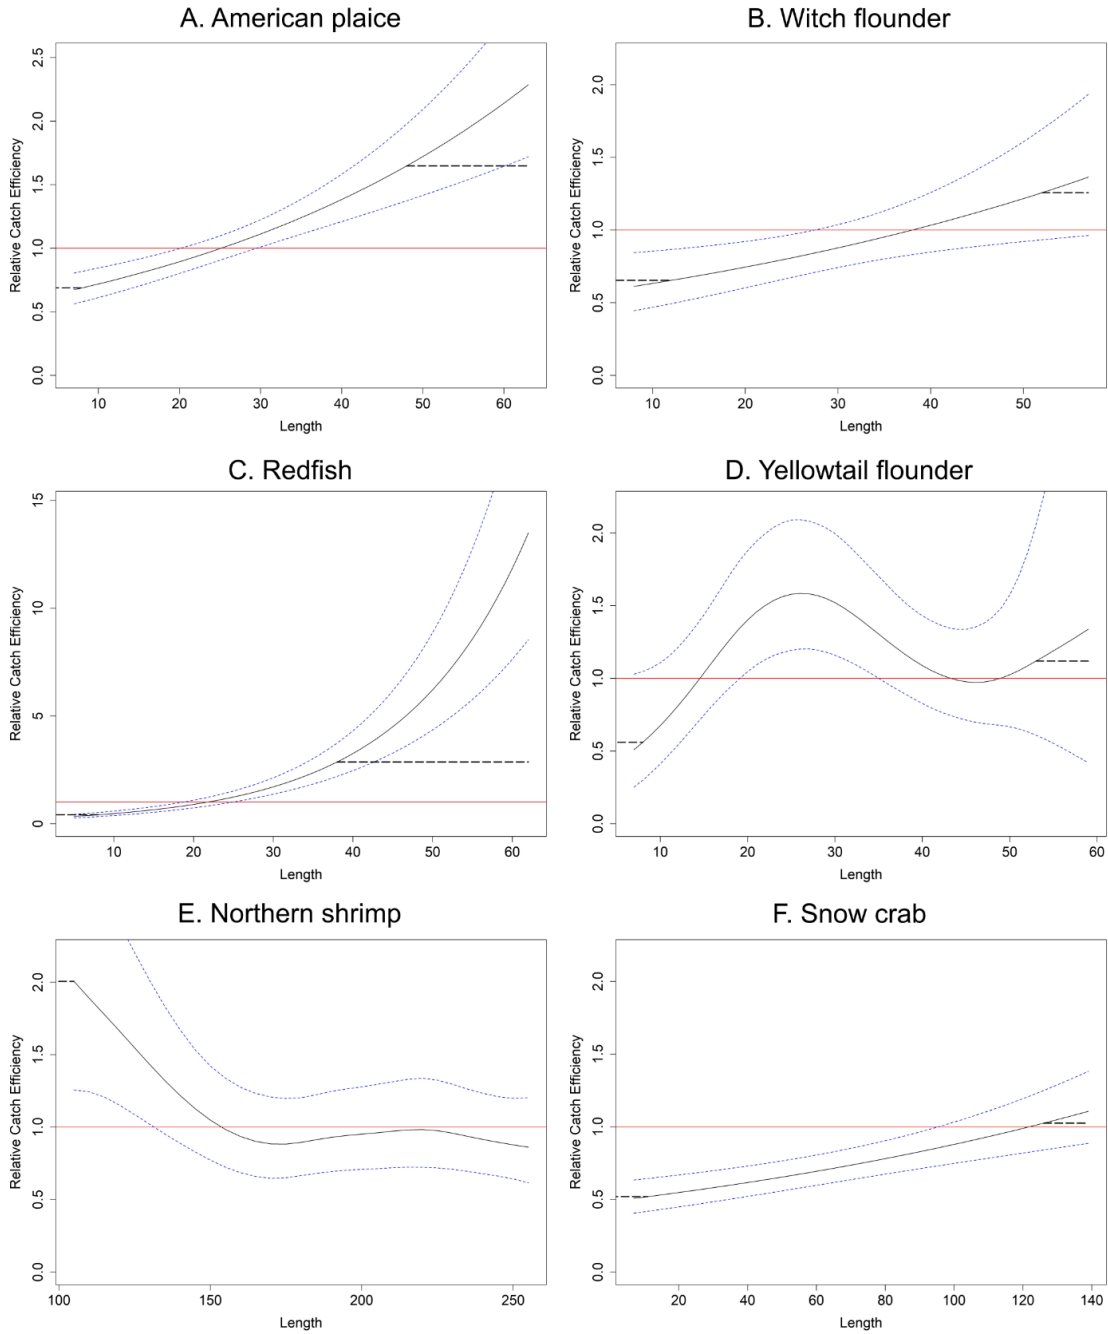 A. American plaice
Relative Catch Efficiency
0.0 0.5 1.0 1.5 2.0 2.5
10 20 30 40 50 60
Length
B. Witch flounder
Relative Catch Efficiency
0.0 0.5 1.0 1.5 2.0
10 20 30 40 50
Length
C. Redfish
Relative Catch Efficiency
0 5 10 15
10 20 30 40 50 60
Length
D. Yellowtail flounder
Relative Catch Efficiency
0.0 0.5 1.0 1.5 2.0
10 20 30 40 50 60
Length
E. Northern shrimp
Relative Catch Efficiency
0.0 0.5 1.0 1.5 2.0
100 150 200 250
Length
F. Snow crab
Relative Catch Efficiency
0.0 0.5 1.0 1.5 2.0
20 40 60 80 100 120 140
Length